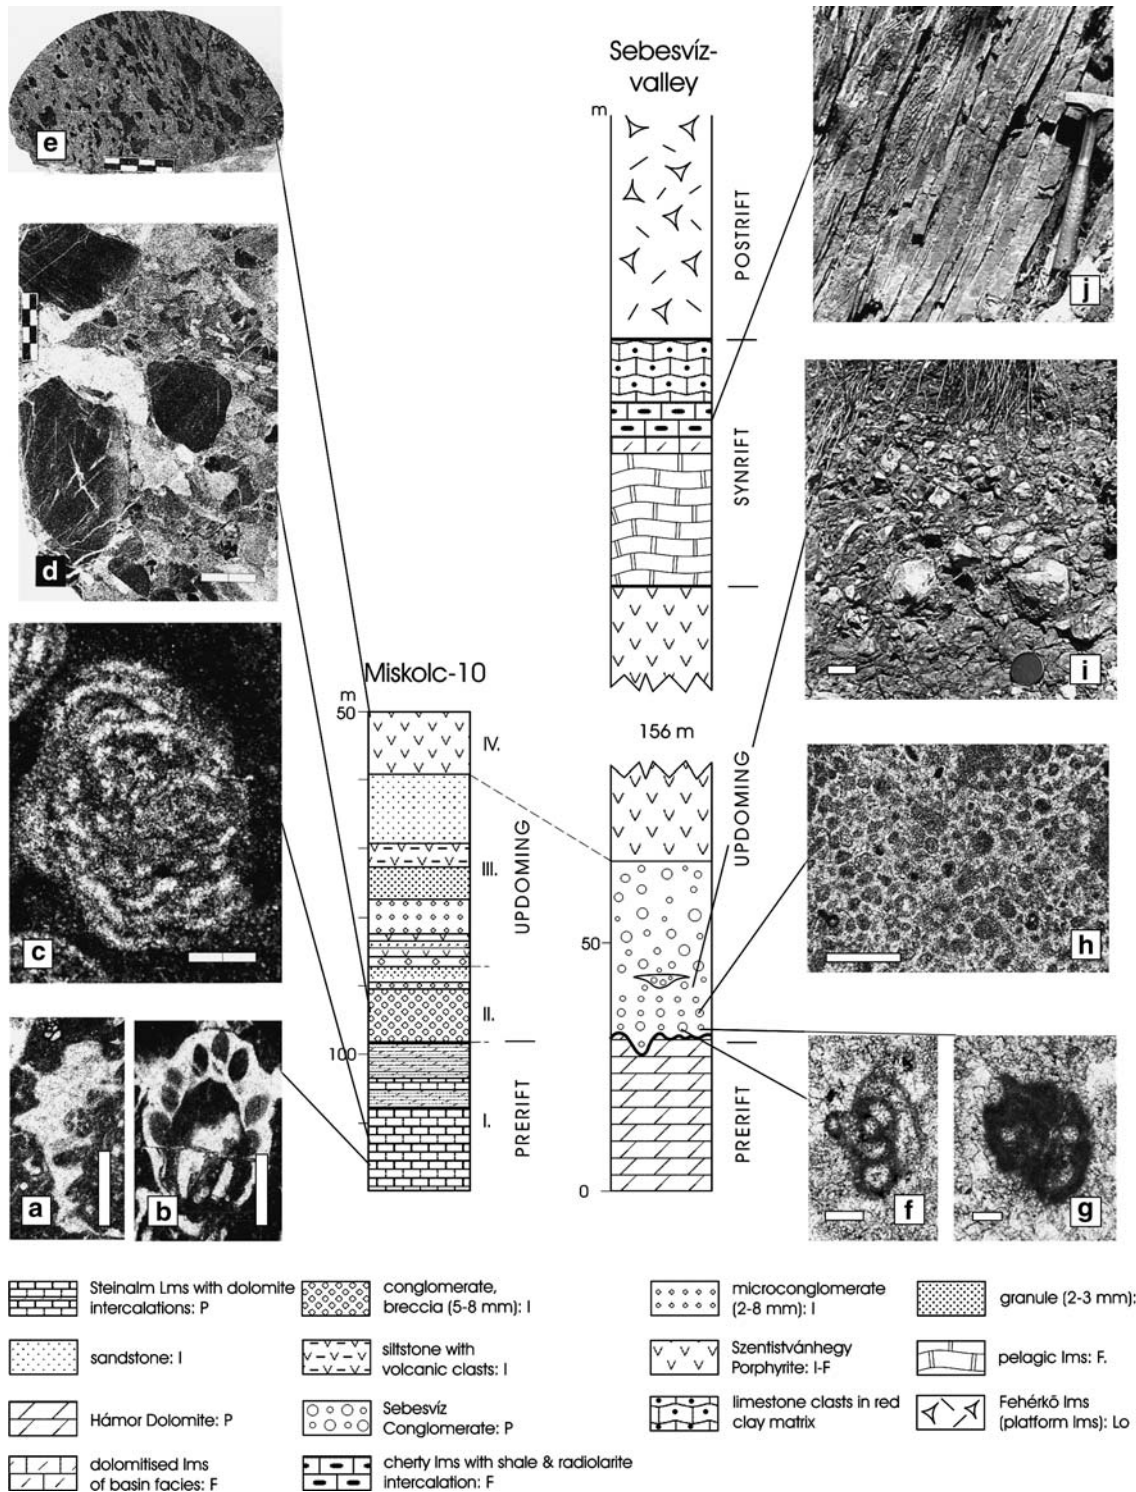 e
Sebesvíz-
valley
m
POSTRIFT
j
SYNRIFT
d
i
Miskolc-10
m
50
IV.
156 m
UPDOMING
III.
UPDOMING
c
50
h
II.
100
PRERIFT
I.
PRERIFT
0
a
b
f
g
Steinalm Lms with dolomite
intercalations: P
conglomerate,
breccia (5-8 mm): I
microconglomerate
(2-8 mm): I
granule (2-3 mm):
sandstone: I
siltstone with
volcanic clasts: I
Szentistvánhegy
Porphyrite: I-F
pelagic lms: F.
Hámor Dolomite: P
Sebesvíz
Conglomerate: P
limestone clasts in red
clay matrix
Fehérkő lms
(platform lms): Lo
dolomitised lms
of basin facies: F
cherty lms with shale & radiolarite
intercalation: F